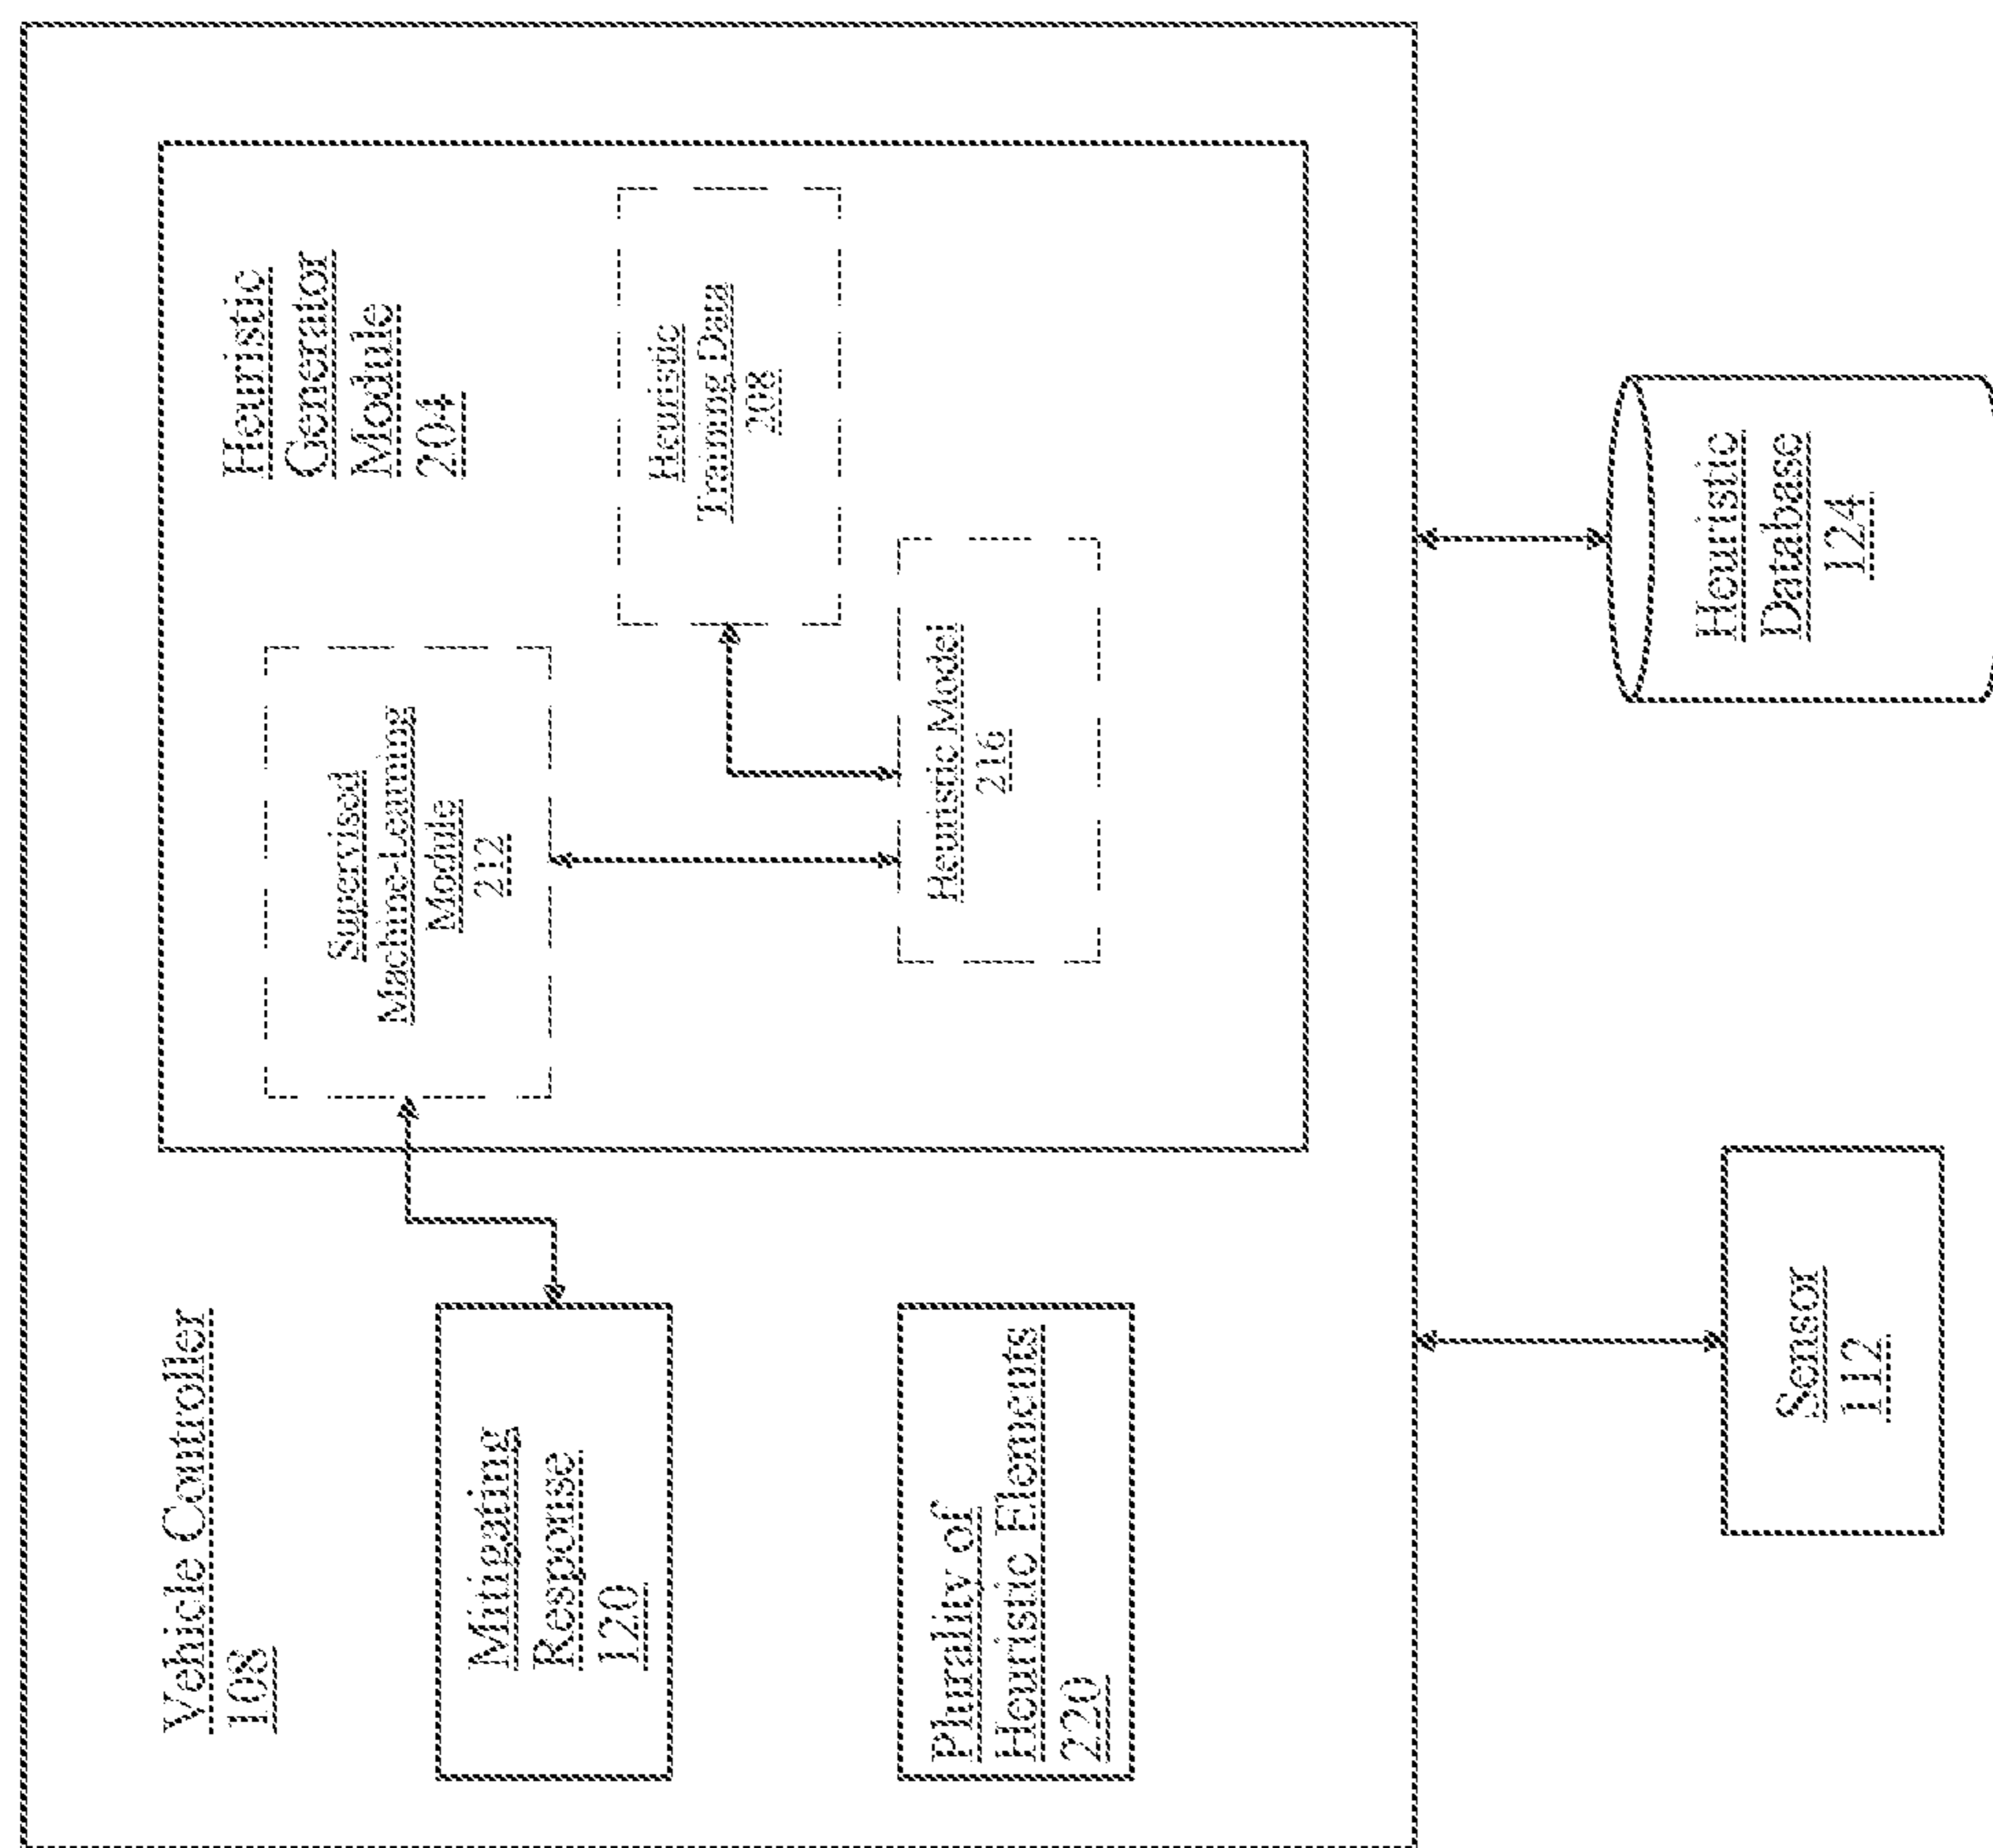 Vehicle Controller
108
Heuristic
Generator
Module
204
Supervised
Machine-Learning
Module
212
Heuristic
Training Data
208
Mitigating
Response
120
Heuristic Model
216
Plurality of
Heuristic Elements
220
Sensor
112
Heuristic
Database
124